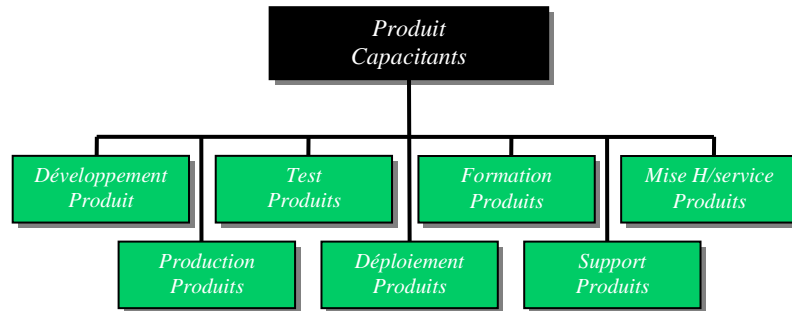 Produit
Capacitants
Développement
Produit
Test
Produits
Formation
Produits
Mise H/service
Produits
Production
Produits
Déploiement
Produits
Support
Produits